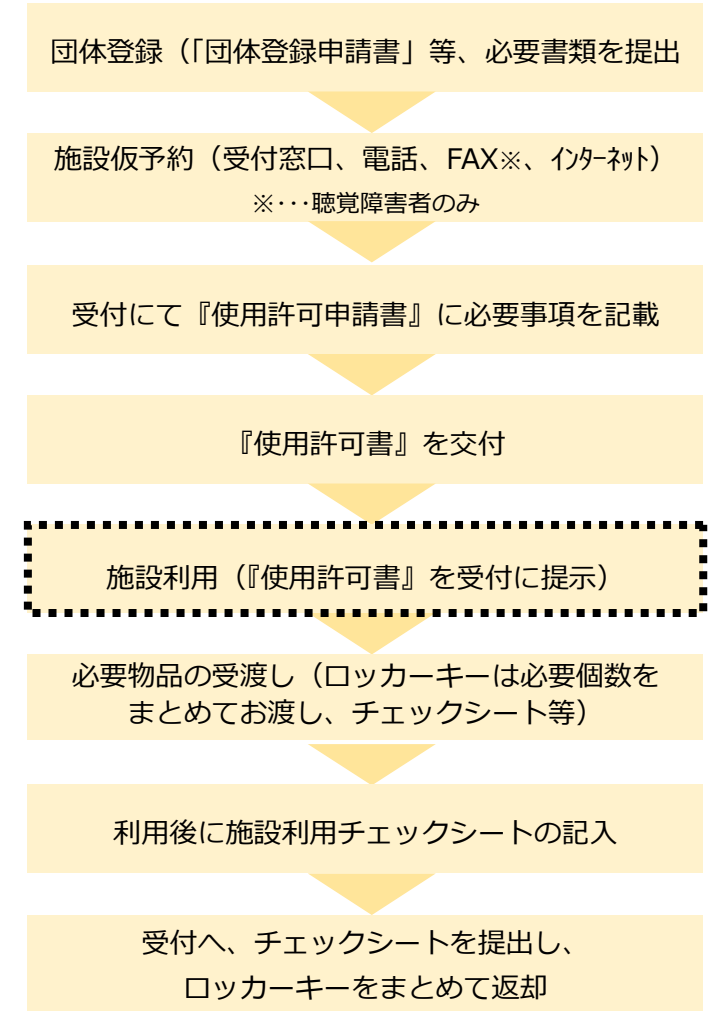 団体登録（「団体登録申請書」等、必要書類を提出
施設仮予約（受付窓口、電話、FAX※、ｲﾝﾀｰﾈｯﾄ）
※･･･聴覚障害者のみ
受付にて『使用許可申請書』に必要事項を記載
『使用許可書』を交付
施設利用（『使用許可書』を受付に提示）
必要物品の受渡し（ロッカーキーは必要個数を
まとめてお渡し、チェックシート等）
利用後に施設利用チェックシートの記入
受付へ、チェックシートを提出し、
ロッカーキーをまとめて返却